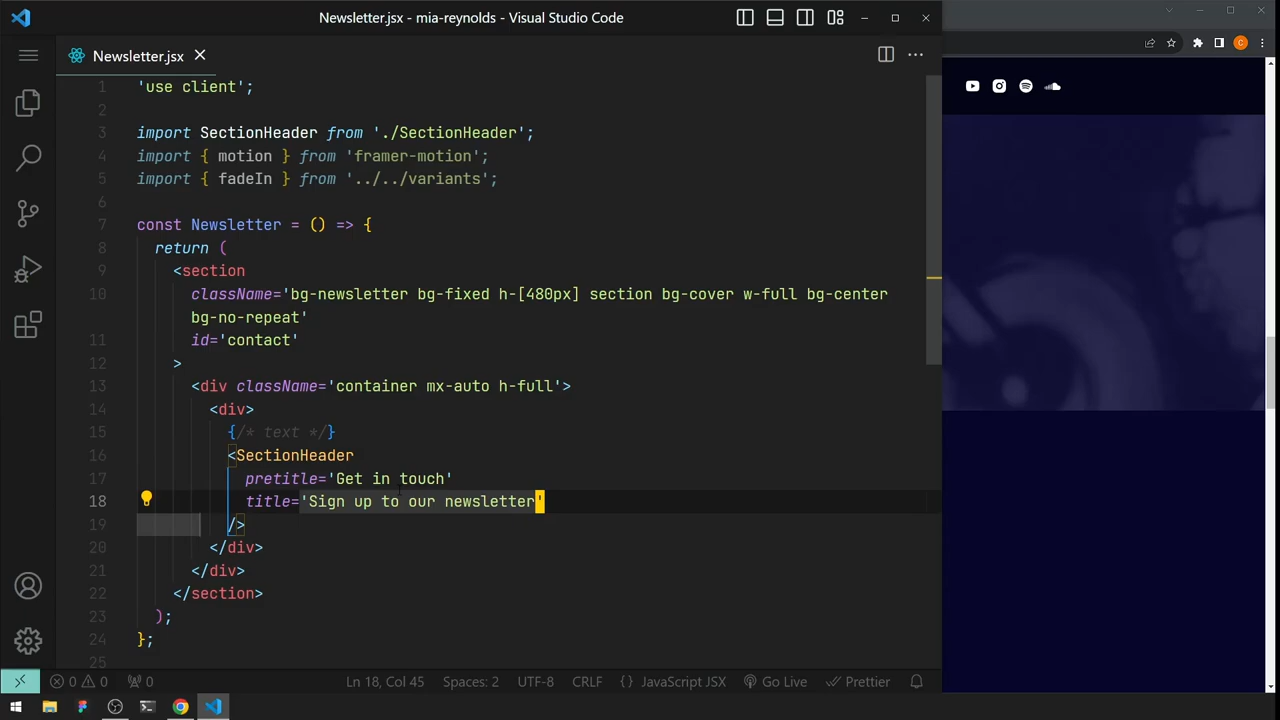 Newsletter.jsx - mia-reynolds - Visual Studio Code
Newsletter.jsx
1 'use client';
2
3 import SectionHeader from './SectionHeader';
4 import { motion } from 'framer-motion';
5 import { fadeIn } from '../../variants';
6
7 const Newsletter = () => {
8 return (
9 <section
10 className='bg-newsletter bg-fixed h-[480px] section bg-cover w-full bg-center
bg-no-repeat'
11 id='contact'
12 >
13 <div className='container mx-auto h-full'>
14 <div>
15 {/* text */}
16 <SectionHeader
17 pretitle='Get in touch'
18 title='Sign up to our newsletter'
19 />
20 </div>
21 </div>
22 </section>
23 );
24 };
25
0 0 0 Ln 18, Col 45 Spaces: 2 UTF-8 CRLF {} JavaScript JSX Go Live Prettier
C